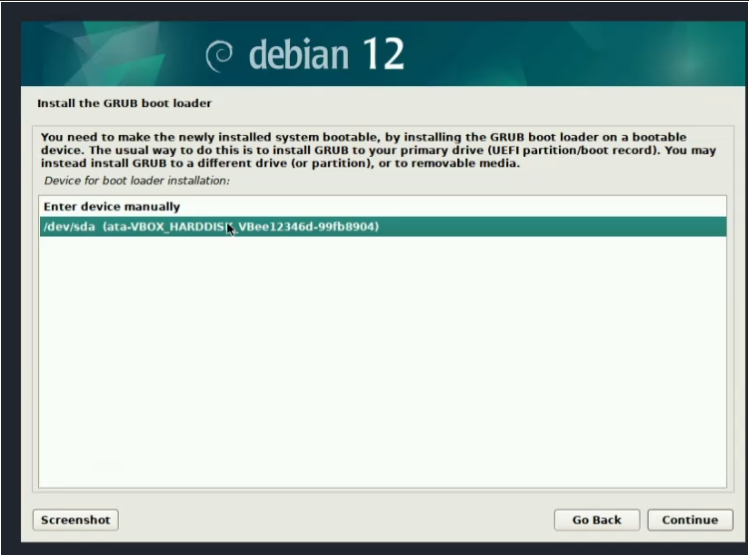 debian 12
Install the GRUB boot loader
You need to make the newly installed system bootable, by installing the GRUB boot loader on a bootable
device. The usual way to do this is to install GRUB to your primary drive (UEFI partition/boot record). You may
instead install GRUB to a different drive (or partition), or to removable media.
Device for boot loader installation:
Enter device manually
/dev/sda (ata-VBOX_HARDDISK_VBee12346d-99fb8904)
Screenshot
Go Back
Continue